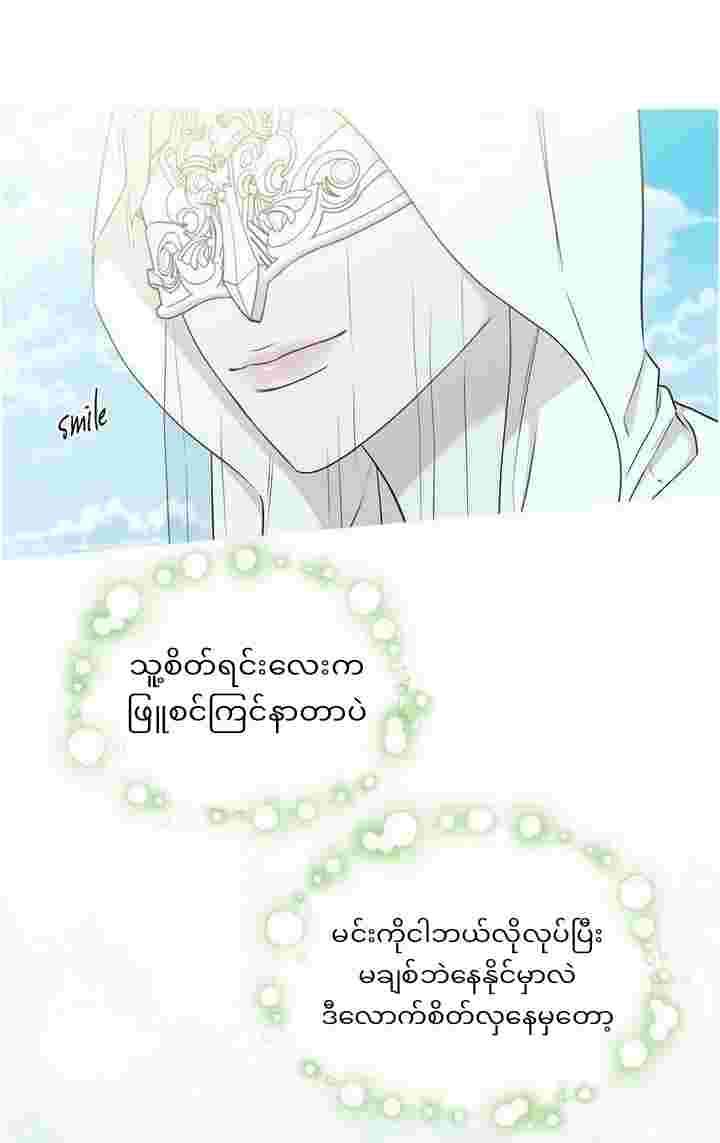 smile
သူ့စိတ်ရင်းလေးက
ဖြူစင်ကြင်နာတာပဲ
မင်းကိုငါဘယ်လိုလုပ်ပြီး
မချစ်ဘဲနေနိုင်မှာလဲ
ဒီလောက်စိတ်လှနေမှတော့